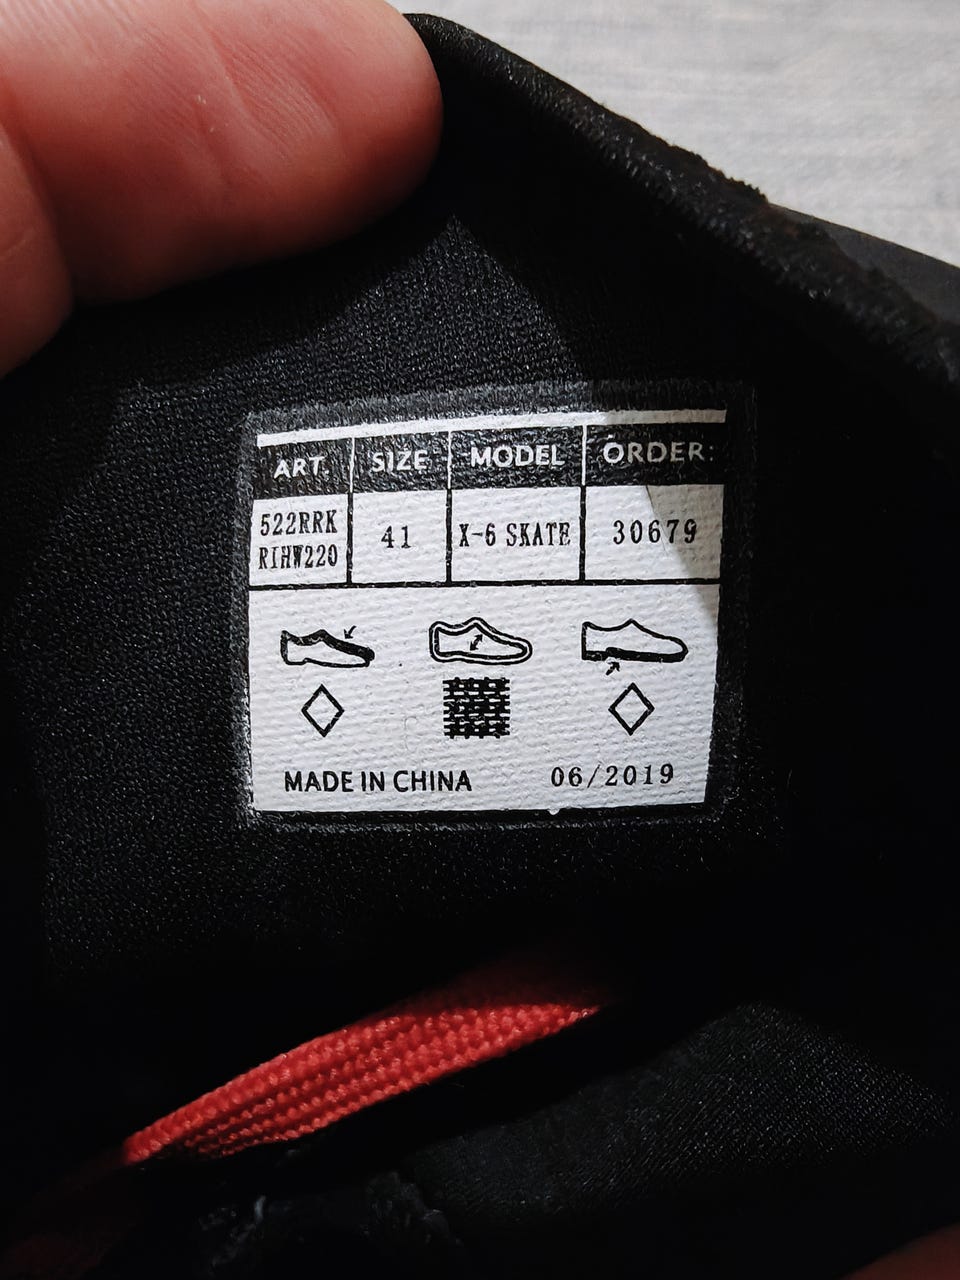 ART. SIZE MODEL ORDER:
522RRK
RIHW220 41 X-6 SKATE 30679
MADE IN CHINA 06/2019